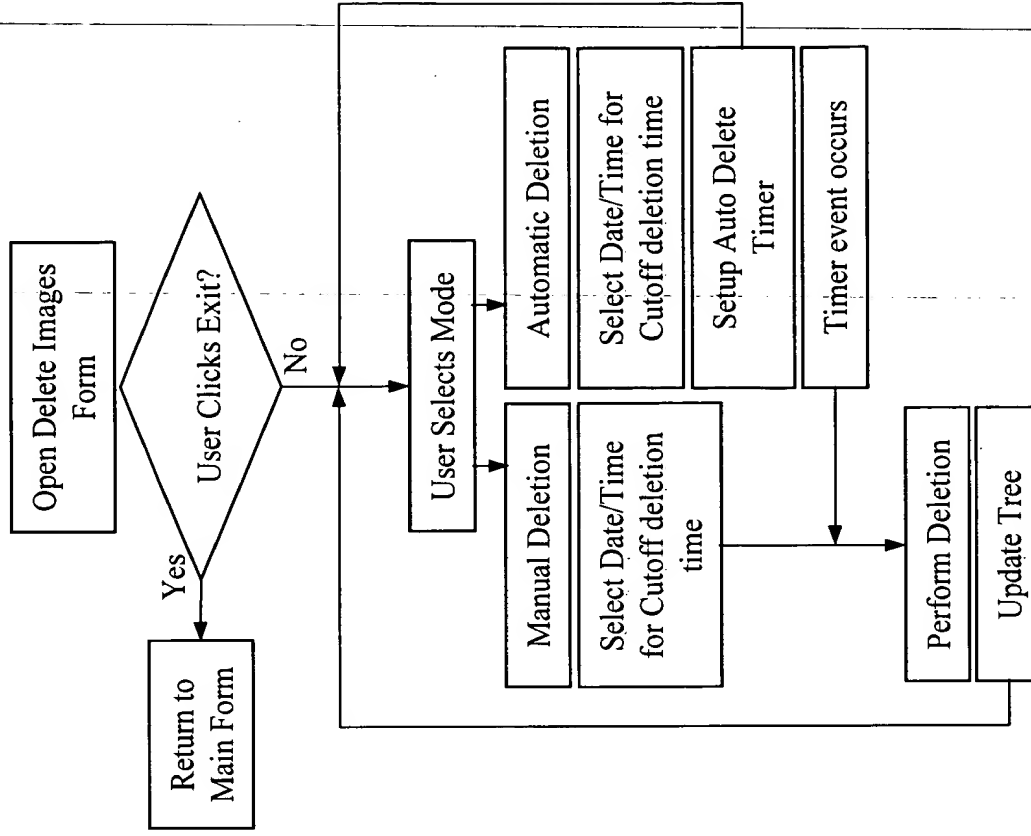 Open Delete Images
Form
User Clicks Exit?
Yes
No
Return to
Main Form
User Selects Mode
Manual Deletion
Select Date/Time
for Cutoff deletion
time
Automatic Deletion
Select Date/Time for
Cutoff deletion time
Setup Auto Delete
Timer
Timer event occurs
Perform Deletion
Update Tree